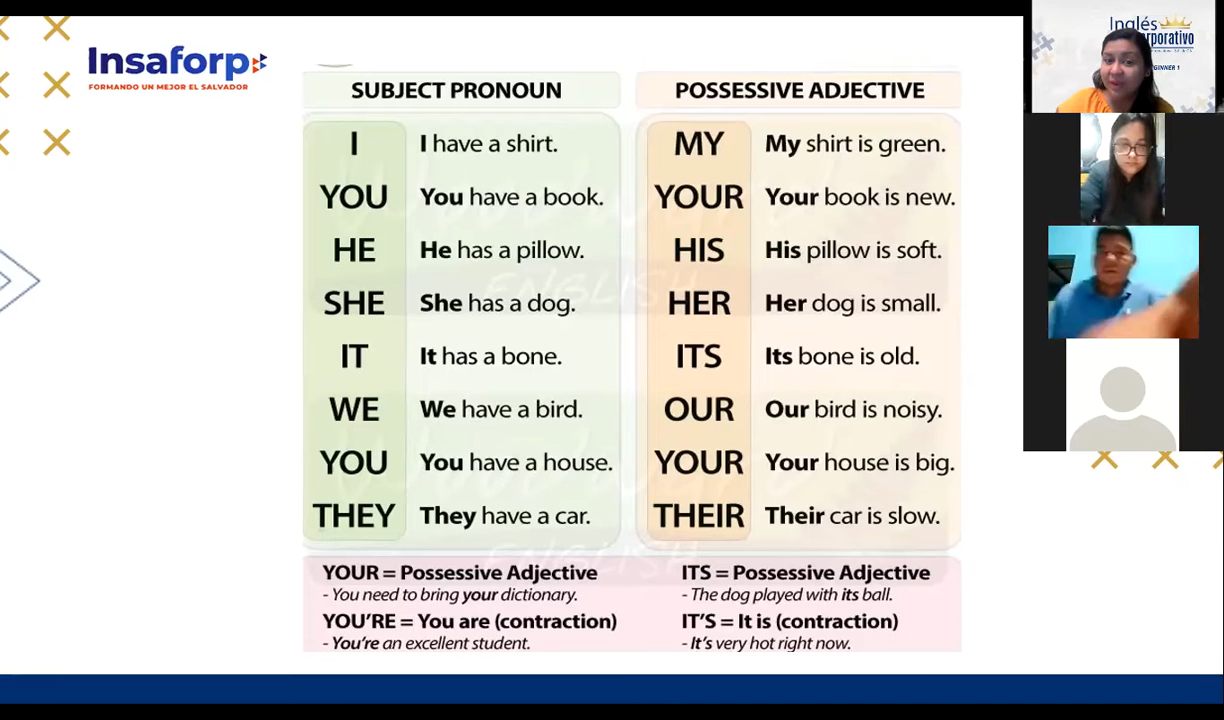 Insaforp
FORMANDO UN MEJOR EL SALVADOR
SUBJECT PRONOUN
I I have a shirt.
YOU You have a book.
HE He has a pillow.
SHE She has a dog.
IT It has a bone.
WE We have a bird.
YOU You have a house.
THEY They have a car.
POSSESSIVE ADJECTIVE
MY My shirt is green.
YOUR Your book is new.
HIS His pillow is soft.
HER Her dog is small.
ITS Its bone is old.
OUR Our bird is noisy.
YOUR Your house is big.
THEIR Their car is slow.
ENGLISH
ENGLISH
YOUR = Possessive Adjective
- You need to bring your dictionary.
YOU'RE = You are (contraction)
- You're an excellent student.
ITS = Possessive Adjective
- The dog played with its ball.
IT'S = It is (contraction)
- It's very hot right now.
Inglés
orporativo
GINNER 1